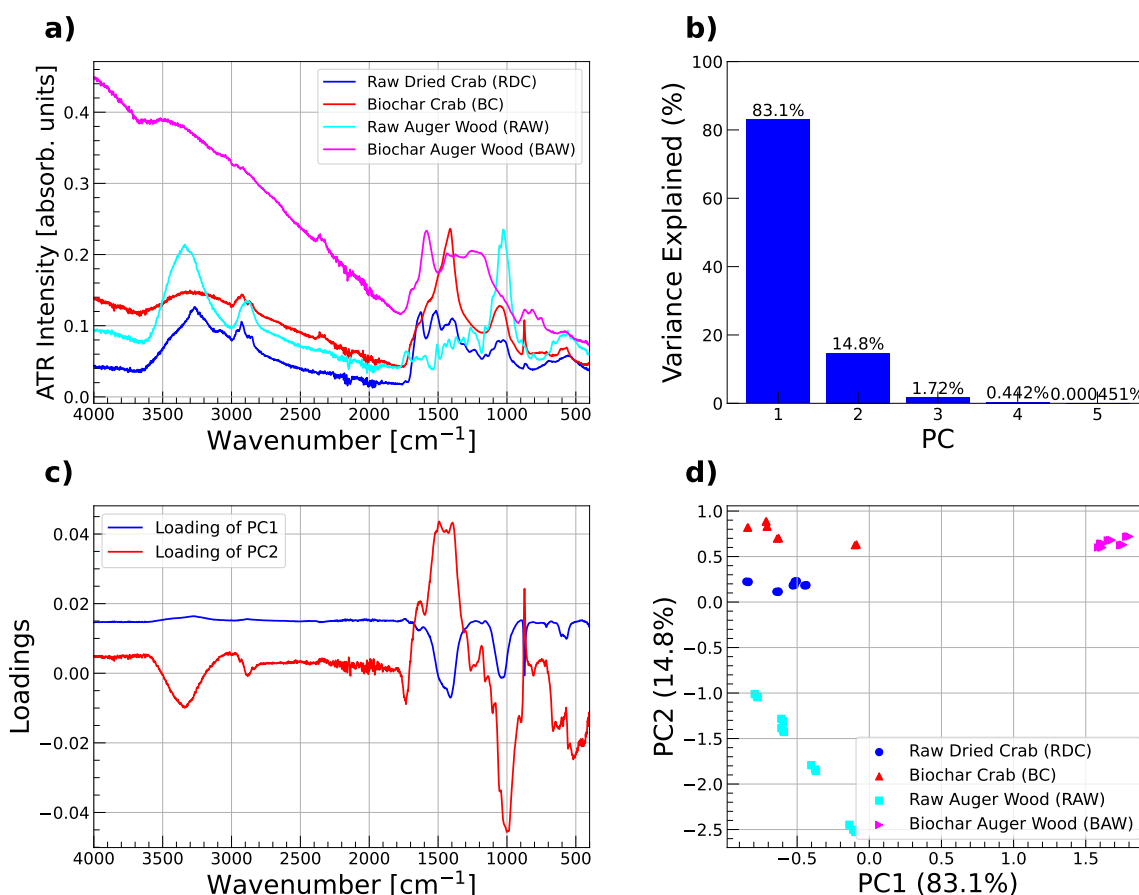 a)
ATR Intensity [absorb. units]
0.4
0.3
0.2
0.1
0.0
Raw Dried Crab (RDC)
Biochar Crab (BC)
Raw Auger Wood (RAW)
Biochar Auger Wood (BAW)
4000 3500 3000 2500 2000 1500 1000 500
Wavenumber [cm⁻¹]
b)
Variance Explained (%)
100
80
60
40
20
0
83.1%
14.8%
1.72%
0.442%
0.000451%
1 2 3 4 5
PC
c)
Loadings
0.04
0.02
0.00
−0.02
−0.04
Loading of PC1
Loading of PC2
4000 3500 3000 2500 2000 1500 1000 500
Wavenumber [cm⁻¹]
d)
PC2 (14.8%)
1.0
0.5
0.0
−0.5
−1.0
−1.5
−2.0
−2.5
Raw Dried Crab (RDC)
Biochar Crab (BC)
Raw Auger Wood (RAW)
Biochar Auger Wood (BAW)
−0.5 0.0 0.5 1.0 1.5
PC1 (83.1%)